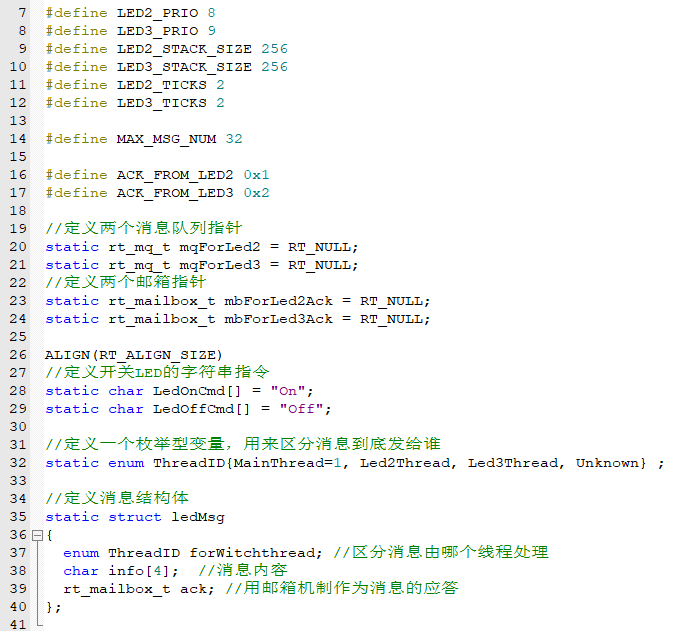 7 #define LED2_PRIO 8
8 #define LED3_PRIO 9
9 #define LED2_STACK_SIZE 256
10 #define LED3_STACK_SIZE 256
11 #define LED2_TICKS 2
12 #define LED3_TICKS 2
13
14 #define MAX_MSG_NUM 32
15
16 #define ACK_FROM_LED2 0x1
17 #define ACK_FROM_LED3 0x2
18
19 //定义两个消息队列指针
20 static rt_mq_t mqForLed2 = RT_NULL;
21 static rt_mq_t mqForLed3 = RT_NULL;
22 //定义两个邮箱指针
23 static rt_mailbox_t mbForLed2Ack = RT_NULL;
24 static rt_mailbox_t mbForLed3Ack = RT_NULL;
25
26 ALIGN(RT_ALIGN_SIZE)
27 //定义开关LED的字符串指令
28 static char LedOnCmd[] = "On";
29 static char LedOffCmd[] = "Off";
30
31 //定义一个枚举型变量，用来区分消息到底发给谁
32 static enum ThreadID{MainThread=1, Led2Thread, Led3Thread, Unknown} ;
33
34 //定义消息结构体
35 static struct ledMsg
36 {
37 enum ThreadID forWitchthread; //区分消息由哪个线程处理
38 char info[4]; //消息内容
39 rt_mailbox_t ack; //用邮箱机制作为消息的应答
40 };
41